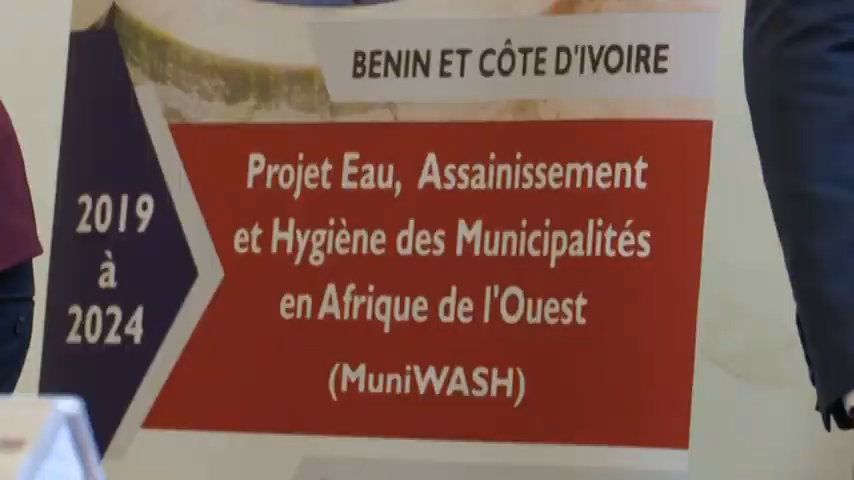 BENIN ET CÔTE D'IVOIRE
2019
à
2024
Projet Eau, Assainissement
et Hygiène des Municipalités
en Afrique de l'Ouest
(MuniWASH)